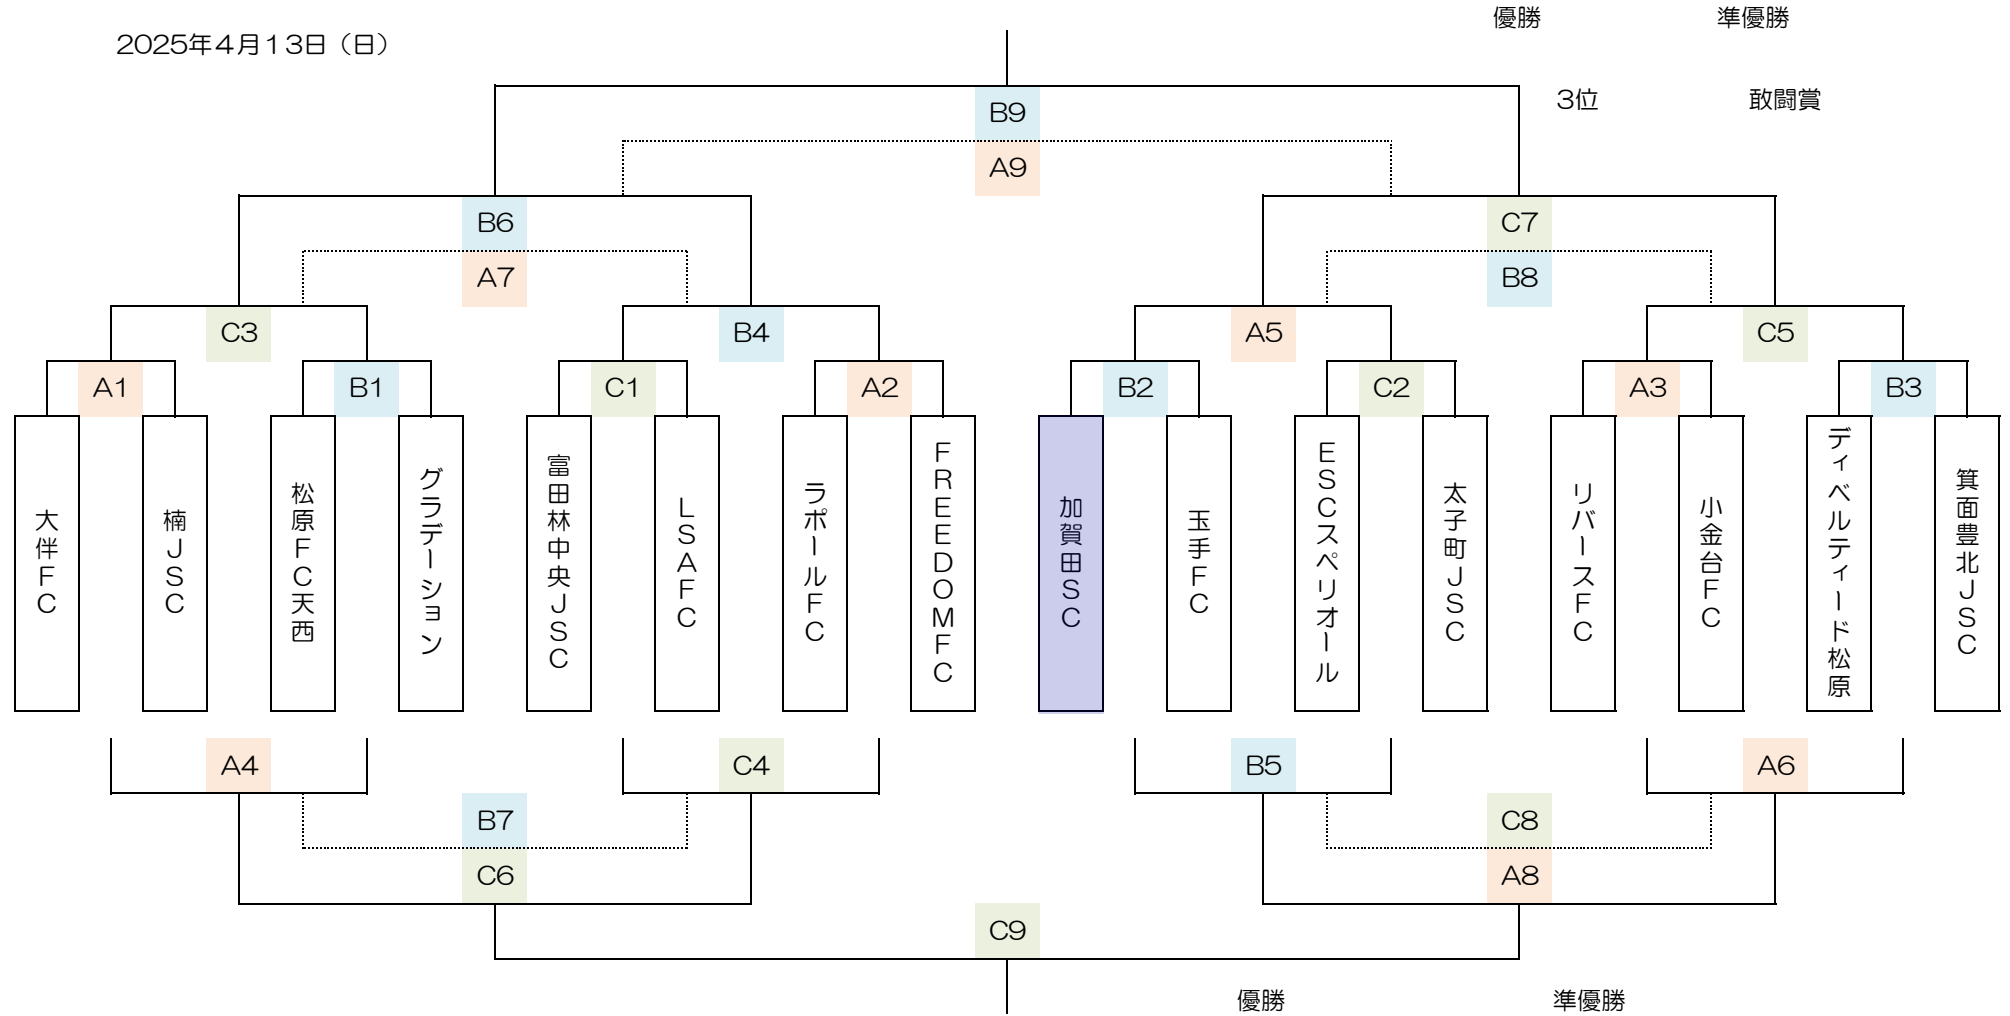 優勝 準優勝
2025年4月13日（日）
3位 敢闘賞
B9
A9
B6 C7
A7 B8
C3 B4 A5 C5
A1 B1 C1 A2 B2 C2 A3 B3
大伴FC
楠JSC
松原FC天西
グラデーション
富田林中央JSC
LSAFC
ラポールFC
FREEDOMFC
加賀田SC
玉手FC
ESCスペリオール
太子町JSC
リバースFC
小金台FC
ディベルティード松原
箕面豊北JSC
A4 C4 B5 A6
B7 C8
C6 A8
C9
優勝 準優勝